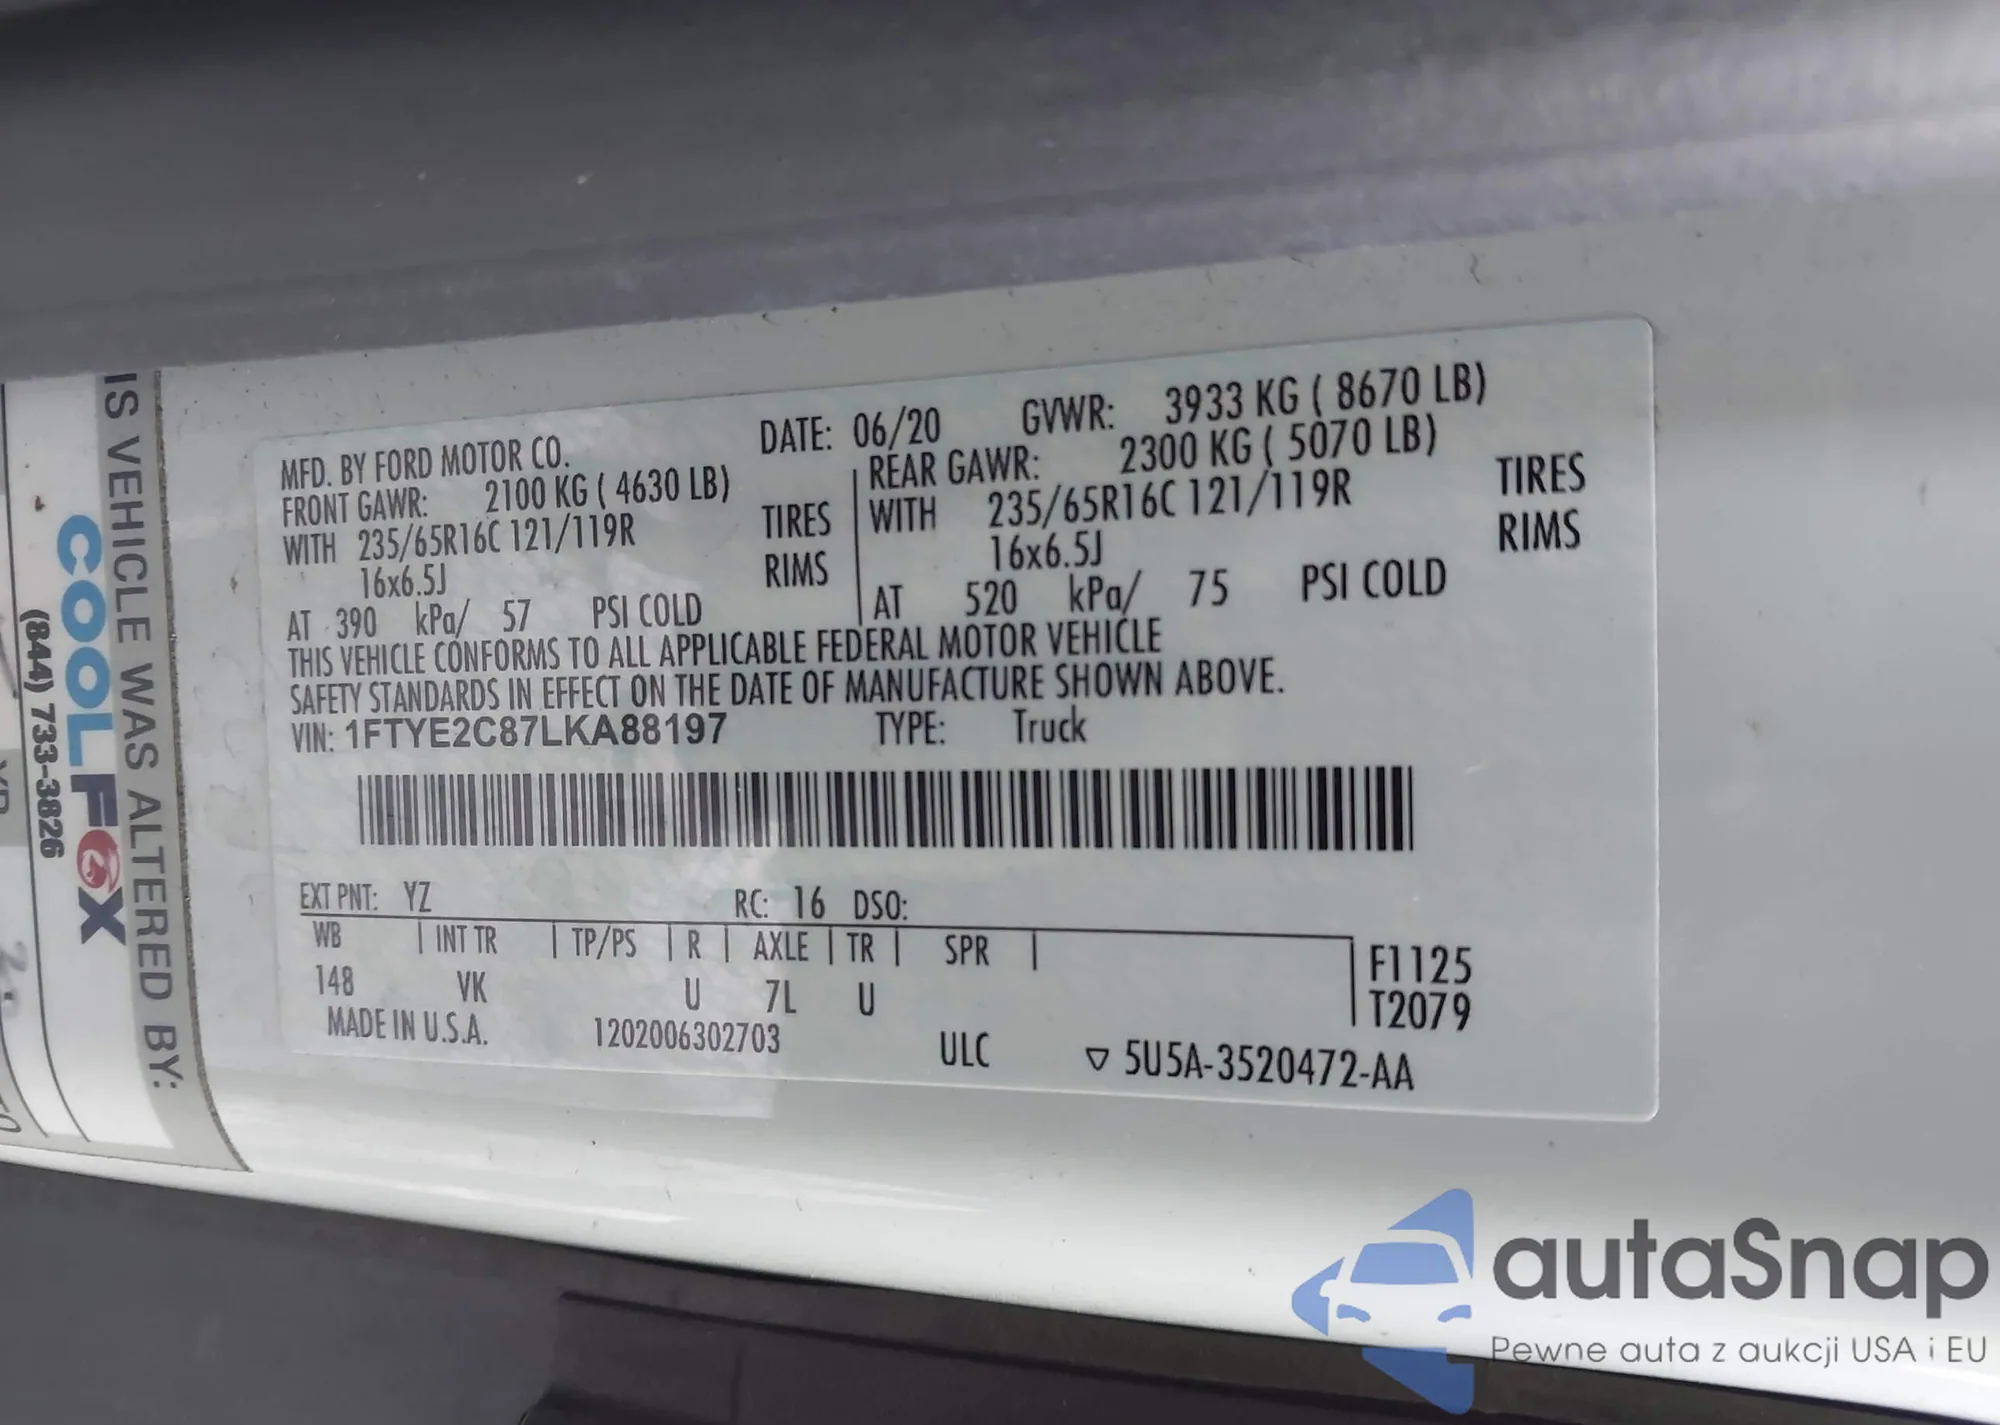 MFD. BY FORD MOTOR CO. DATE: 06/20 GVWR: 3933 KG ( 8670 LB)
FRONT GAWR: 2100 KG ( 4630 LB) REAR GAWR: 2300 KG ( 5070 LB)
WITH 235/65R16C 121/119R TIRES WITH 235/65R16C 121/119R TIRES
16x6.5J RIMS 16x6.5J RIMS
AT 390 kPa/ 57 PSI COLD AT 520 kPa/ 75 PSI COLD
THIS VEHICLE CONFORMS TO ALL APPLICABLE FEDERAL MOTOR VEHICLE
SAFETY STANDARDS IN EFFECT ON THE DATE OF MANUFACTURE SHOWN ABOVE.
VIN: 1FTYE2C87LKA88197 TYPE: Truck
EXT PNT: YZ RC: 16 DSO:
WB INT TR TP/PS R AXLE TR SPR F1125
148 VK U 7L U T2079
MADE IN U.S.A. 1202006302703 ULC ▽ 5U5A-3520472-AA
IS VEHICLE WAS ALTERED BY:
COOLFOX
(844) 733-3826
autaSnap
Pewne auta z aukcji USA i EU